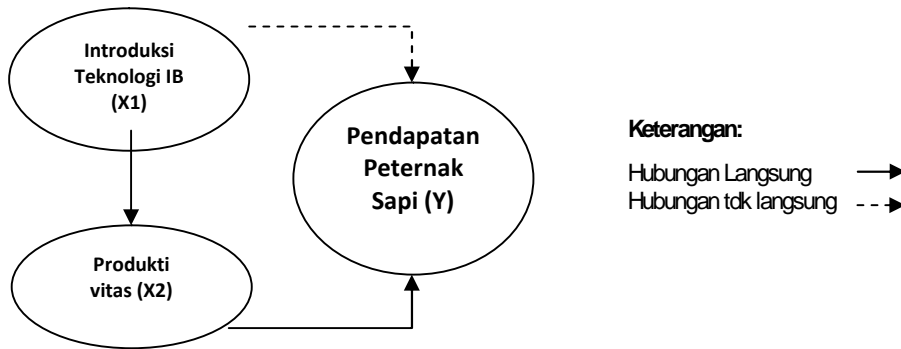 Introduksi
Teknologi IB
(X1)
Pendapatan
Peternak
Sapi (Y)
Produkti
vitas (X2)
Keterangan:
Hubungan Langsung
Hubungan tdk langsung